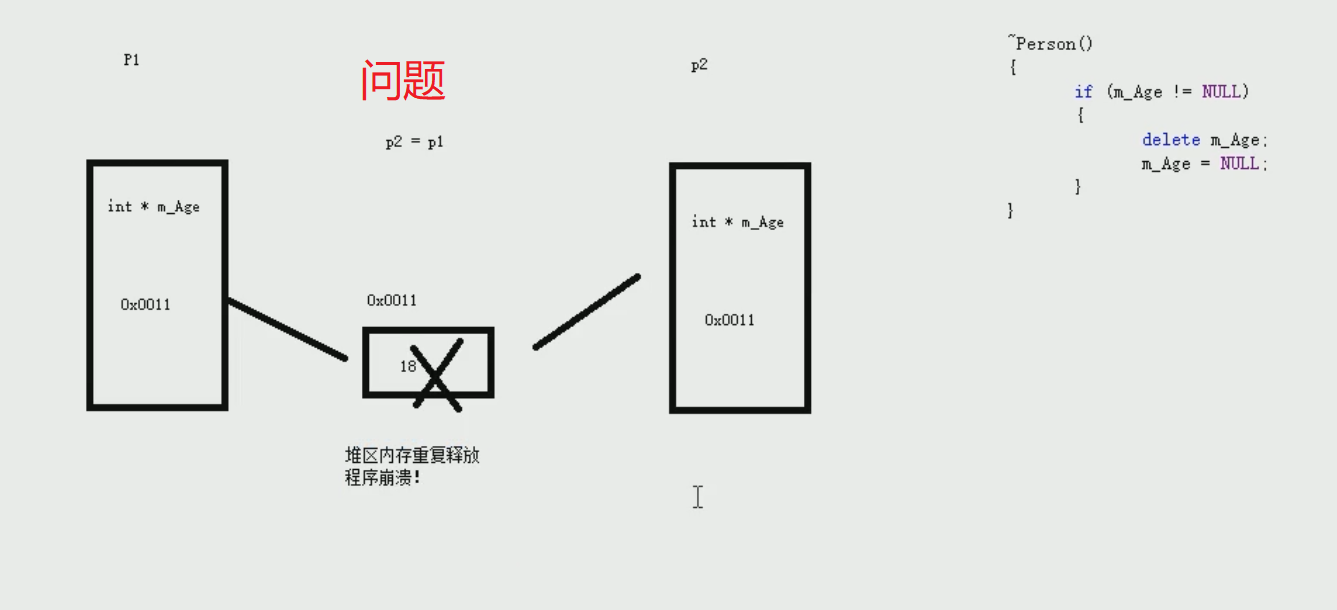 P1
问题
p2
p2 = p1
int * m_Age
0x0011
0x0011
18
堆区内存重复释放
程序崩溃!
int * m_Age
0x0011
~Person()
{
if (m_Age != NULL)
{
delete m_Age;
m_Age = NULL;
}
}